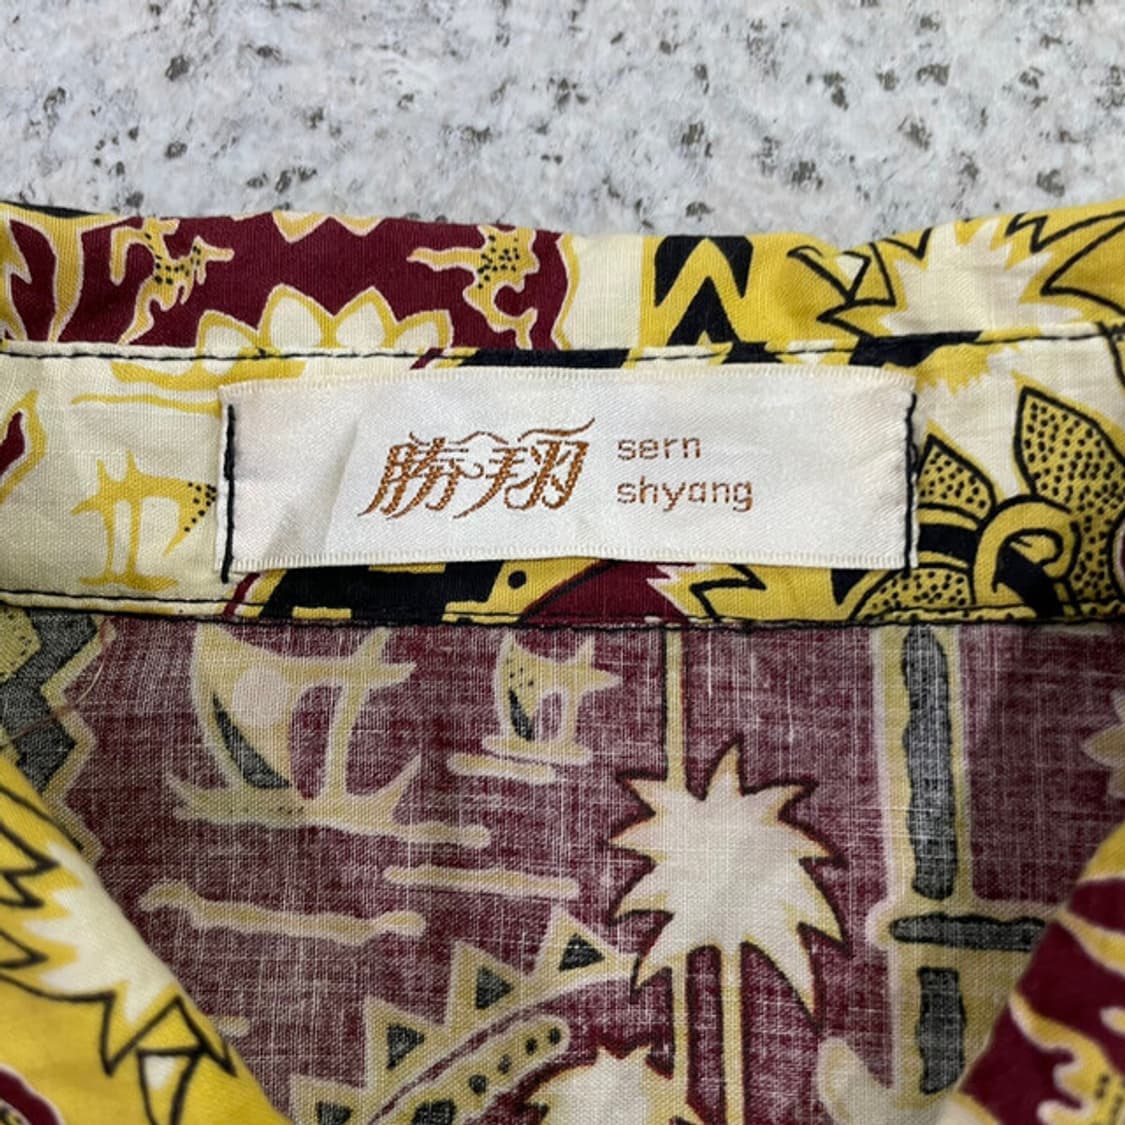 勝翔
sern
shyang